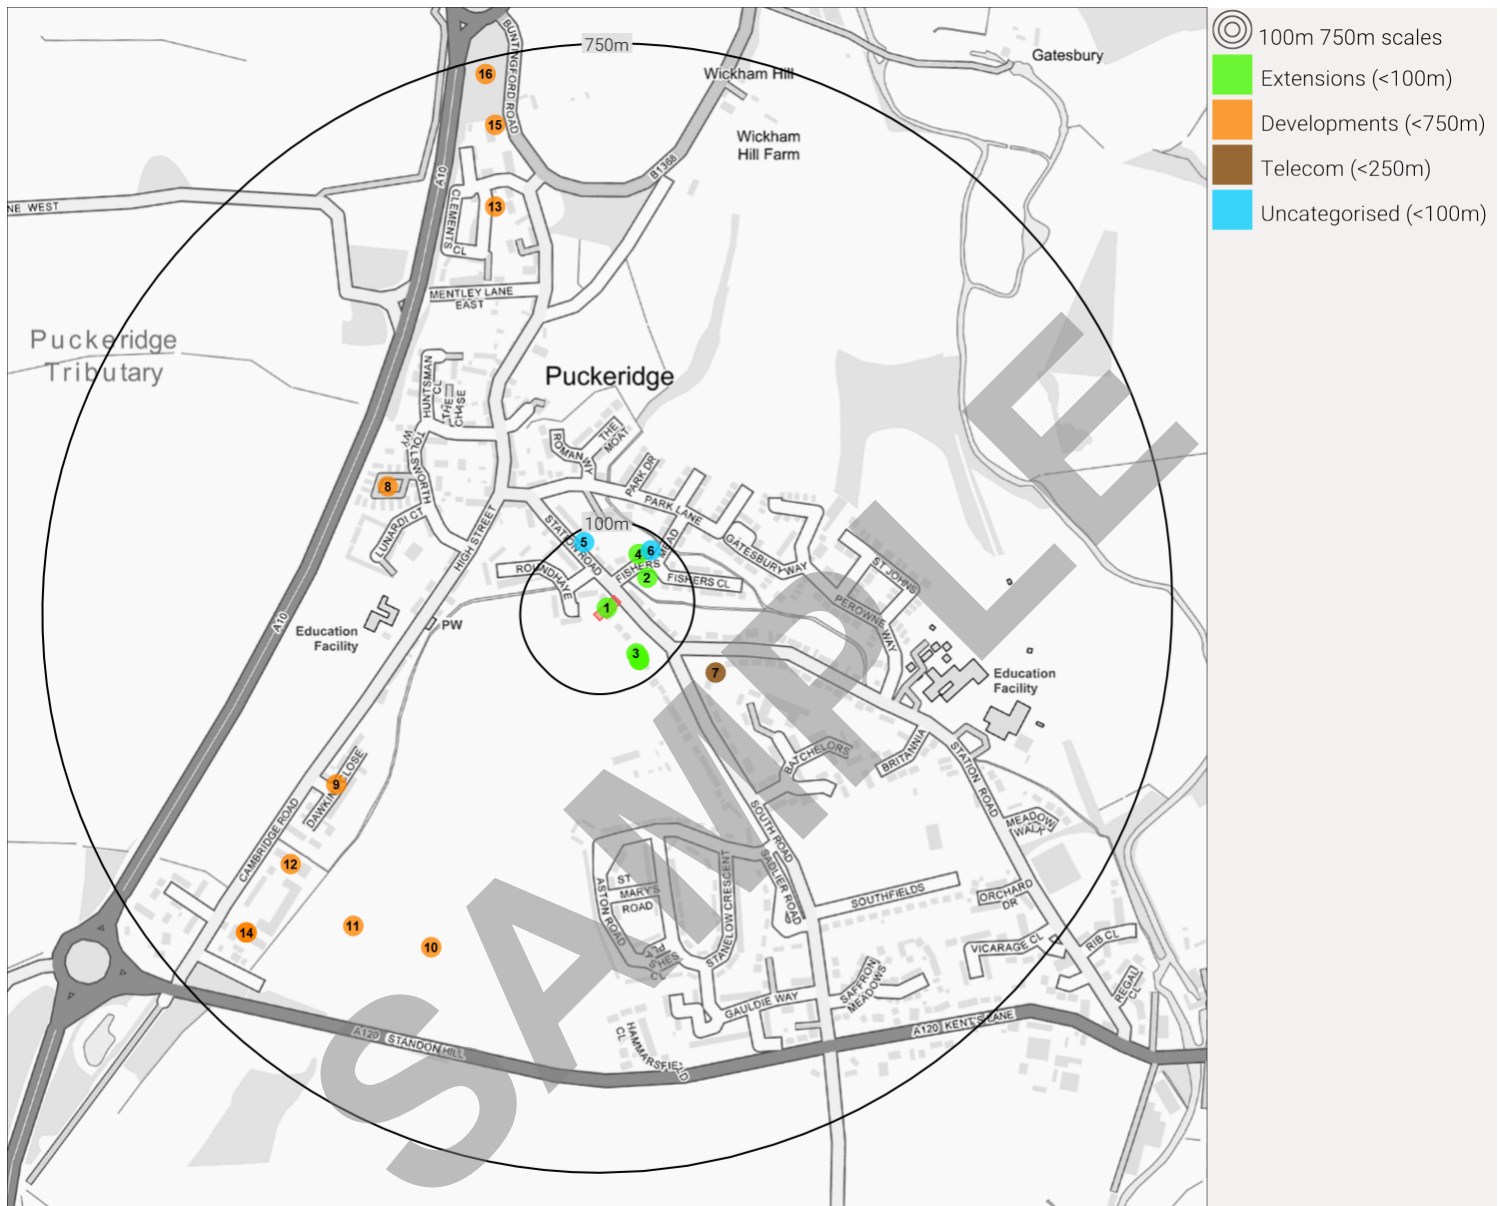 750m
BUNTINGFORD ROAD
16
Wickham Hill
Gatesbury
15
Wickham
Hill Farm
A10
B1368
NE WEST
13
CLEMENTS
CL
MENTLEY LANE
EAST
Puckeridge
Tributary
HUNTSMAN
CL
THE
CHASE
Puckeridge
TOLLSWORTH
WY
ROMAN WY
THE
MOAT
PARK DR
8
PARK LANE
LUNARDI CT
HIGH STREET
100m
STATION ROAD
5
4
6
MEAD
FISHERS
2
FISHERS CL
GATESBURY WAY
ST JOHNS
ROUNDHAYE
1
PEROWNE WAY
A10
Education
Facility
PW
3
7
Education
Facility
BATCHELORS
BRITANNIA
STATION ROAD
9
DAWKINS CLOSE
CAMBRIDGE ROAD
SOUTH ROAD
MEADOW
WALK
12
ST
MARY'S
ROAD
ASTON ROAD
STANELOW CRESCENT
SADLIER ROAD
SOUTHFIELDS
ORCHARD
DR
14
11
10
PLASHES
CL
VICARAGE CL
RIB CL
SAFFRON
MEADOWS
REGAL
CL
GAULDIE WAY
HAMMARSFIELD
CL
A120 STANDON HILL
A120 KENT'S LANE
SAMPLE
100m 750m scales
Extensions (<100m)
Developments (<750m)
Telecom (<250m)
Uncategorised (<100m)